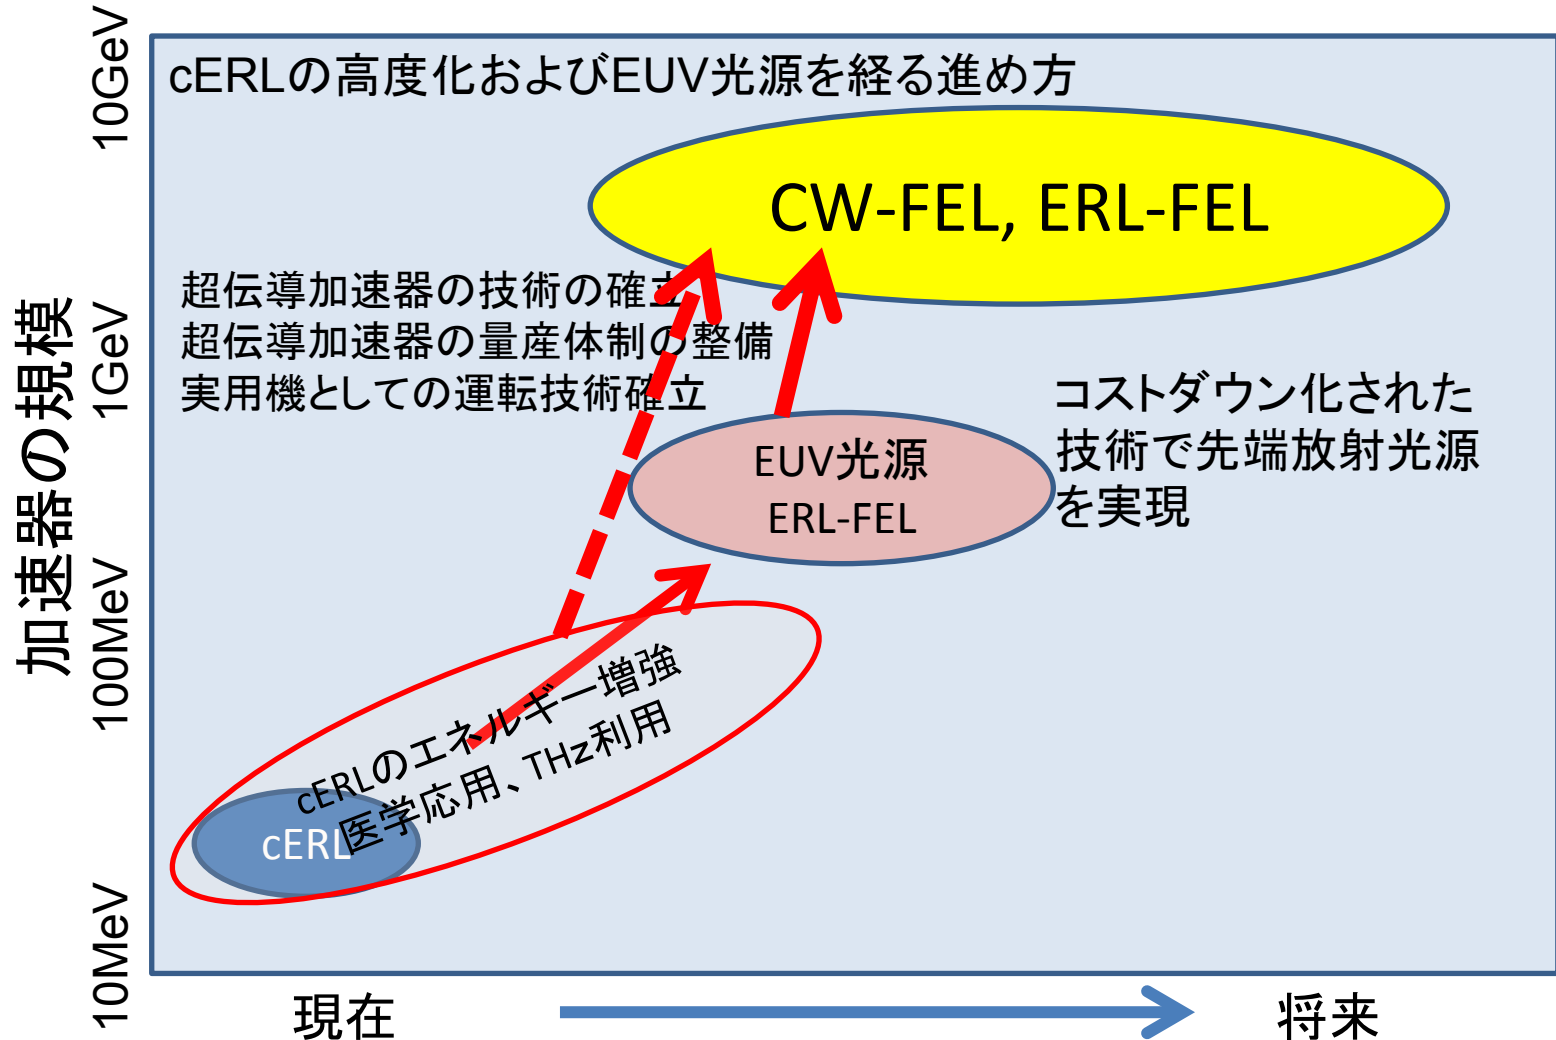 cERLの高度化およびEUV光源を経る進め方
CW-FEL, ERL-FEL
超伝導加速器の技術の確立
超伝導加速器の量産体制の整備
実用機としての運転技術確立
コストダウン化された
技術で先端放射光源
を実現
EUV光源
ERL-FEL
cERLのエネルギー増強
医学応用、THz利用
cERL
加速器の規模
10GeV
1GeV
100MeV
10MeV
現在
将来